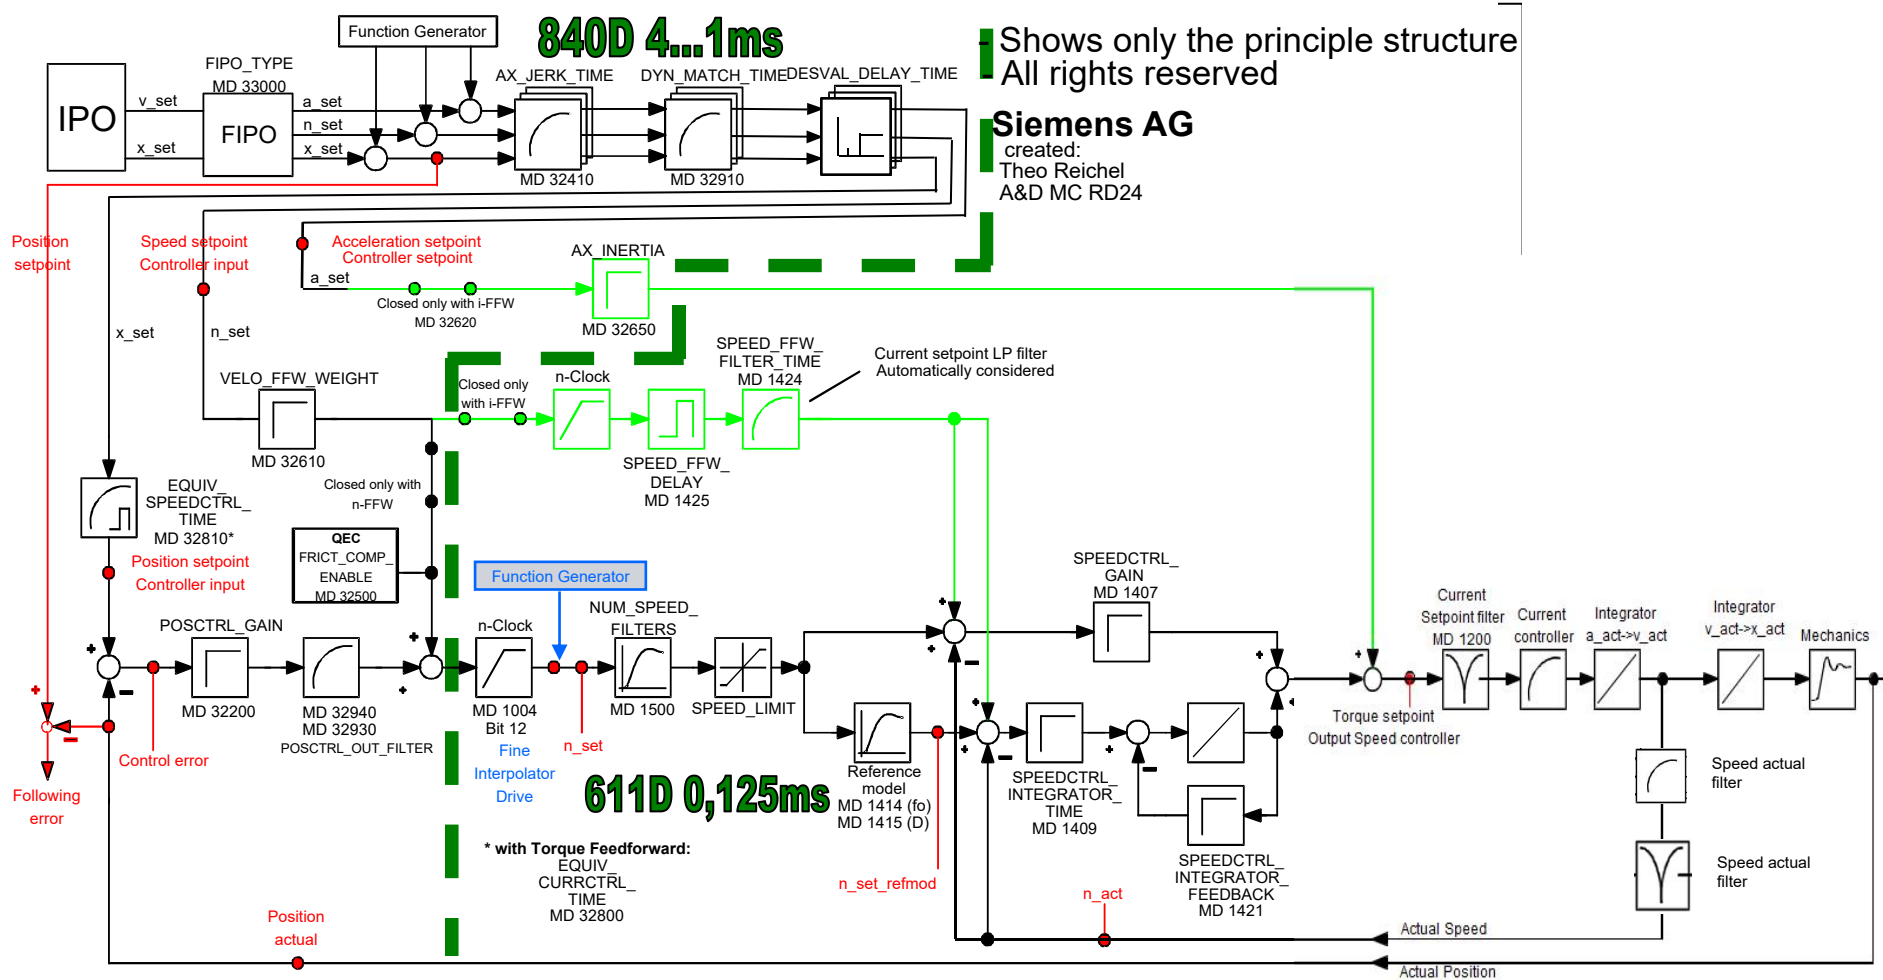 Function Generator
840D 4...1ms
- Shows only the principle structure
- All rights reserved
FIPO_TYPE
MD 33000
AX_JERK_TIME
DYN_MATCH_TIME
DESVAL_DELAY_TIME
IPO
v_set
x_set
FIPO
a_set
n_set
x_set
MD 32410
MD 32910
Siemens AG
created:
Theo Reichel
A&D MC RD24
Position
setpoint
Speed setpoint
Controller input
Acceleration setpoint
Controller setpoint
a_set
AX_INERTIA
Closed only with i-FFW
MD 32620
MD 32650
x_set
n_set
VELO_FFW_WEIGHT
MD 32610
Closed only
with i-FFW
n-Clock
SPEED_FFW_
FILTER_TIME
MD 1424
Current setpoint LP filter
Automatically considered
SPEED_FFW_
DELAY
MD 1425
EQUIV_
SPEEDCTRL_
TIME
MD 32810*
Closed only with
n-FFW
QEC
FRICT_COMP_
ENABLE
MD 32500
Position setpoint
Controller input
Function Generator
POSCTRL_GAIN
MD 32200
MD 32940
MD 32930
POSCTRL_OUT_FILTER
n-Clock
MD 1004
Bit 12
Fine
Interpolator
Drive
NUM_SPEED_
FILTERS
MD 1500
n_set
SPEED_LIMIT
SPEEDCTRL_
GAIN
MD 1407
Current
Setpoint filter
MD 1200
Current
controller
Integrator
a_act->v_act
Integrator
v_act->x_act
Mechanics
Control error
Following
error
611D 0,125ms
Reference
model
MD 1414 (fo)
MD 1415 (D)
SPEEDCTRL_
INTEGRATOR_
TIME
MD 1409
Torque setpoint
Output Speed controller
Speed actual
filter
* with Torque Feedforward:
EQUIV_
CURRCTRL_
TIME
MD 32800
n_set_refmod
n_act
SPEEDCTRL_
INTEGRATOR_
FEEDBACK
MD 1421
Speed actual
filter
Position
actual
Actual Speed
Actual Position